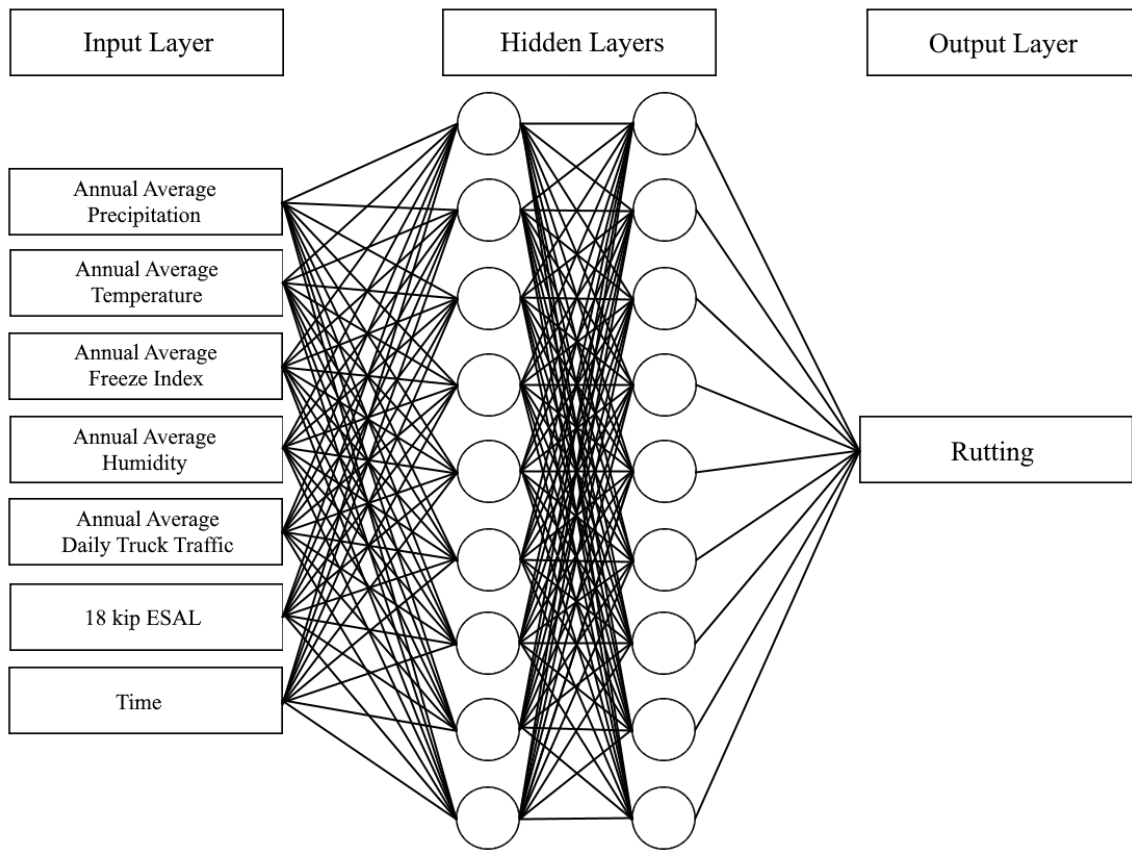 Input Layer
Hidden Layers
Output Layer
Annual Average
Precipitation
Annual Average
Temperature
Annual Average
Freeze Index
Annual Average
Humidity
Annual Average
Daily Truck Traffic
18 kip ESAL
Time
Rutting